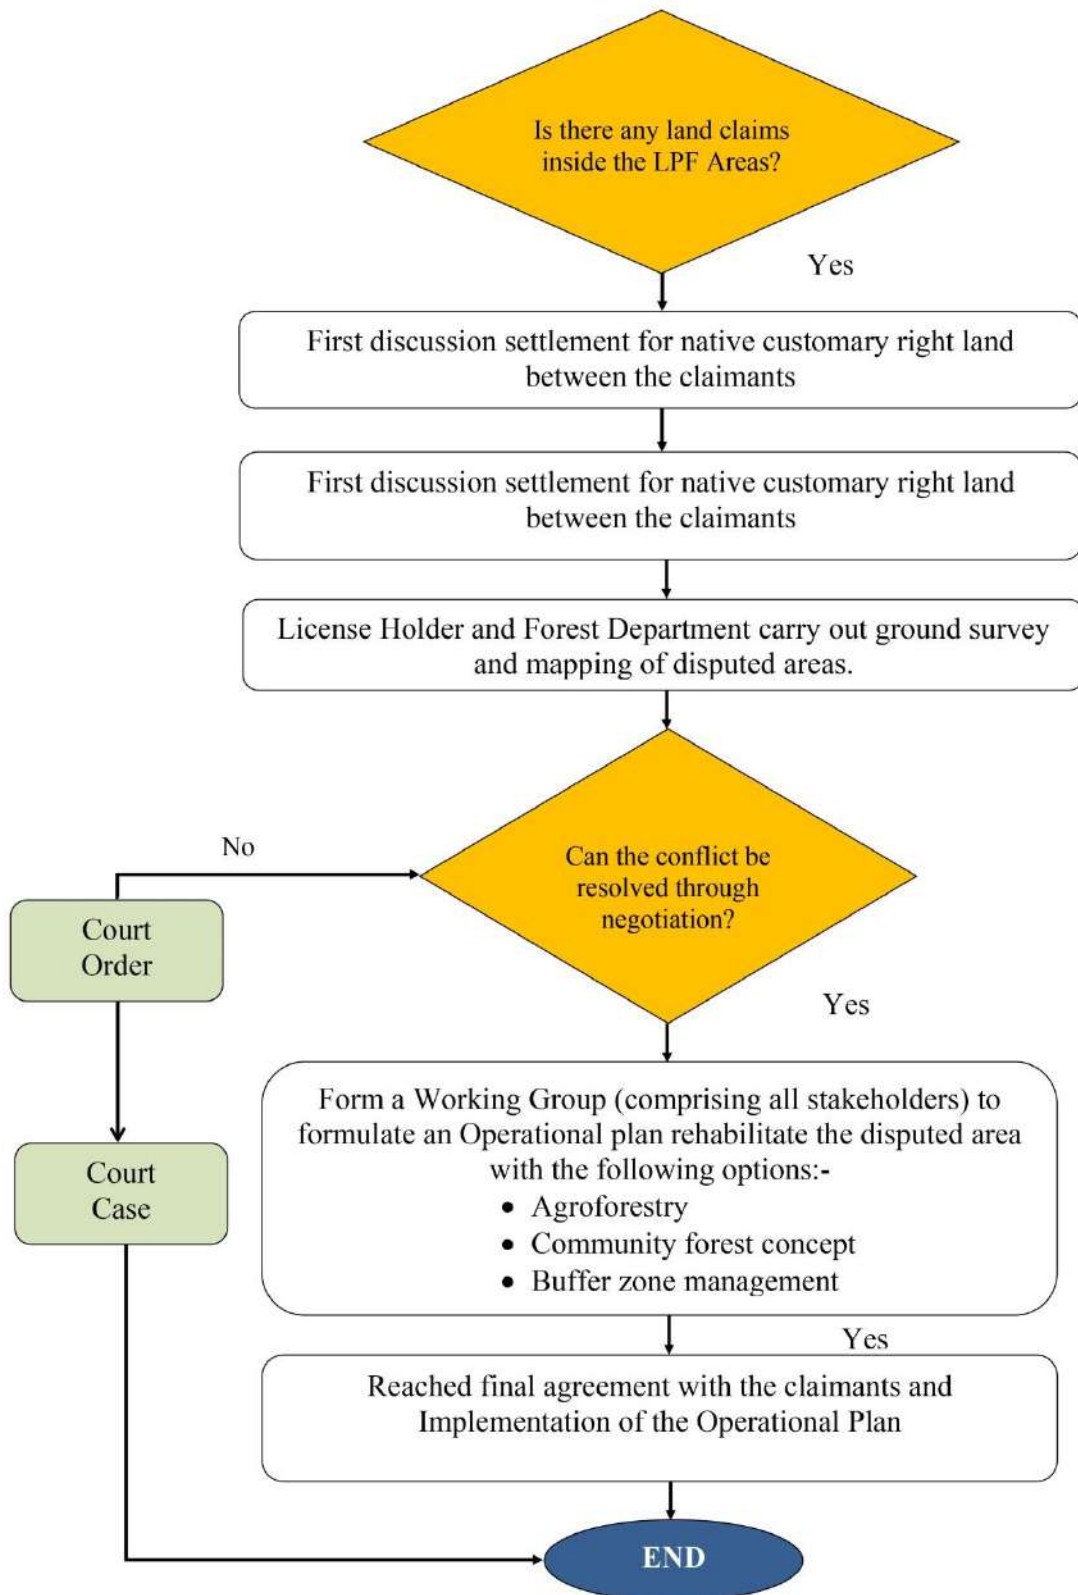 Is there any land claims
inside the LPF Areas?
Yes
First discussion settlement for native customary right land
between the claimants
First discussion settlement for native customary right land
between the claimants
License Holder and Forest Department carry out ground survey
and mapping of disputed areas.
No
Can the conflict be
resolved through
negotiation?
Court
Order
Yes
Form a Working Group (comprising all stakeholders) to
formulate an Operational plan rehabilitate the disputed area
with the following options:-
• Agroforestry
• Community forest concept
• Buffer zone management
Court
Case
Yes
Reached final agreement with the claimants and
Implementation of the Operational Plan
END